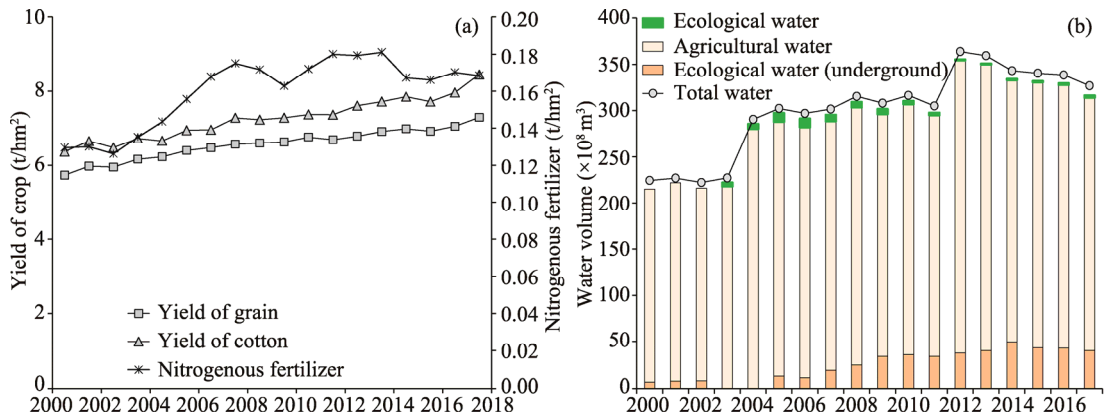 (a)
Yield of crop (t/hm²)
10
8
6
4
2
0
Nitrogenous fertilizer (t/hm²)
0.20
0.18
0.16
0.14
0.12
0.10
0.08
0.06
0.04
0.02
0.00
Yield of grain
Yield of cotton
Nitrogenous fertilizer
2000 2002 2004 2006 2008 2010 2012 2014 2016 2018
(b)
Water volume (×10⁸ m³)
400
350
300
250
200
150
100
50
0
Ecological water
Agricultural water
Ecological water (underground)
Total water
2000 2002 2004 2006 2008 2010 2012 2014 2016